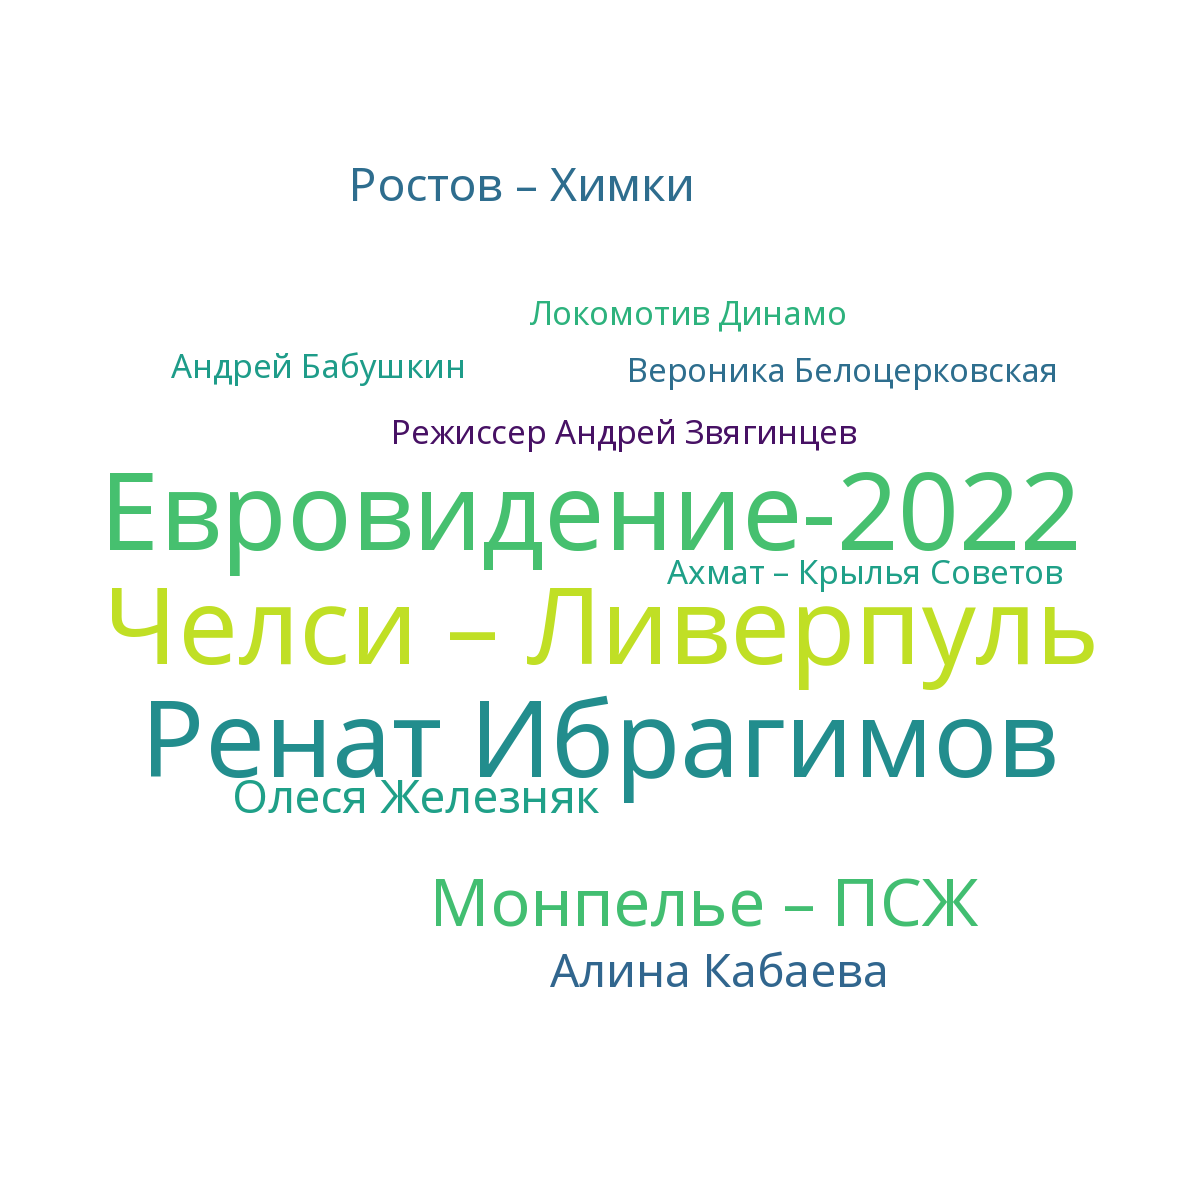 Ростов – Химки
Локомотив Динамо
Андрей Бабушкин
Вероника Белоцерковская
Режиссер Андрей Звягинцев
Евровидение-2022
Ахмат – Крылья Советов
Челси – Ливерпуль
Ренат Ибрагимов
Олеся Железняк
Монпелье – ПСЖ
Алина Кабаева